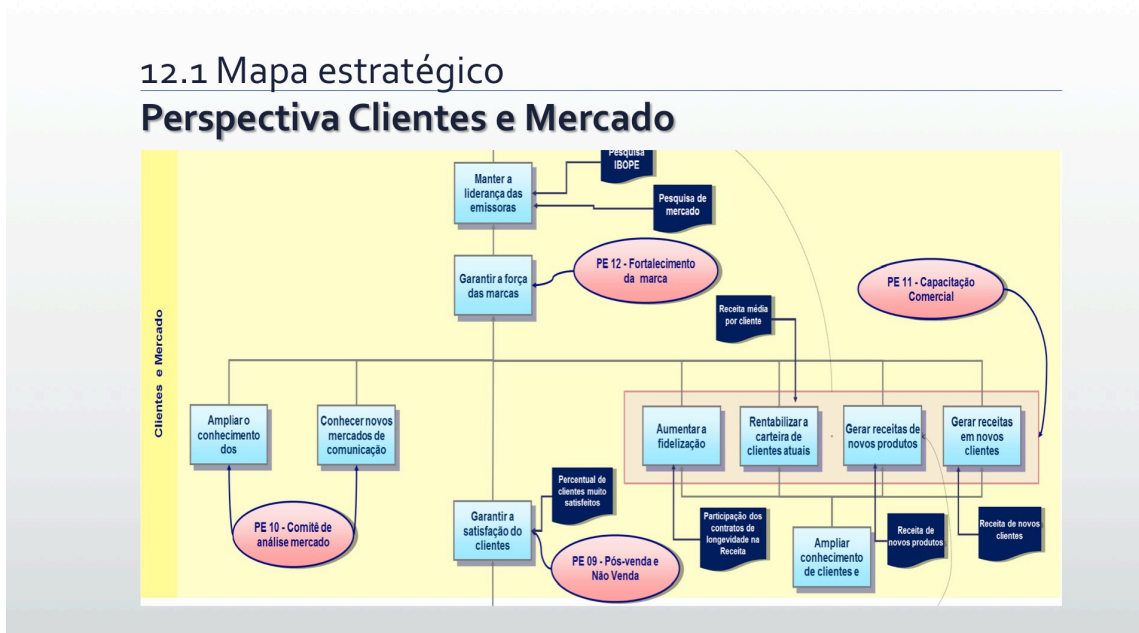 12.1 Mapa estratégico
Perspectiva Clientes e Mercado
Clientes e Mercado
Pesquisa
IBOPE
Manter a
liderança das
emissoras
Pesquisa de
mercado
Garantir a força
das marcas
PE 12 - Fortalecimento
da marca
PE 11 - Capacitação
Comercial
Receita média
por cliente
Ampliar o
conhecimento
dos
Conhecer novos
mercados de
comunicação
Aumentar a
fidelização
Rentabilizar a
carteira de
clientes atuais
Gerar receitas de
novos produtos
Gerar receitas
em novos
clientes
PE 10 - Comitê de
análise mercado
Garantir a
satisfação do
clientes
Percentual de
clientes muito
satisfeitos
PE 09 - Pós-venda e
Não Venda
Participação dos
contratos de
longevidade na
Receita
Ampliar
conhecimento
de clientes e
Receita de
novos produtos
Receita de novos
clientes